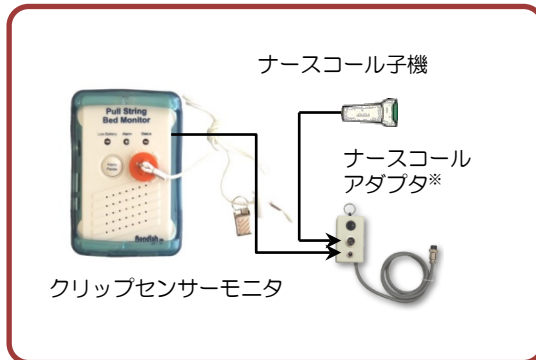 ナースコール子機
Pull String
Bed Monitor
Low Battery Alarm Status
ナースコール
アダプタ※
クリップセンサーモニタ